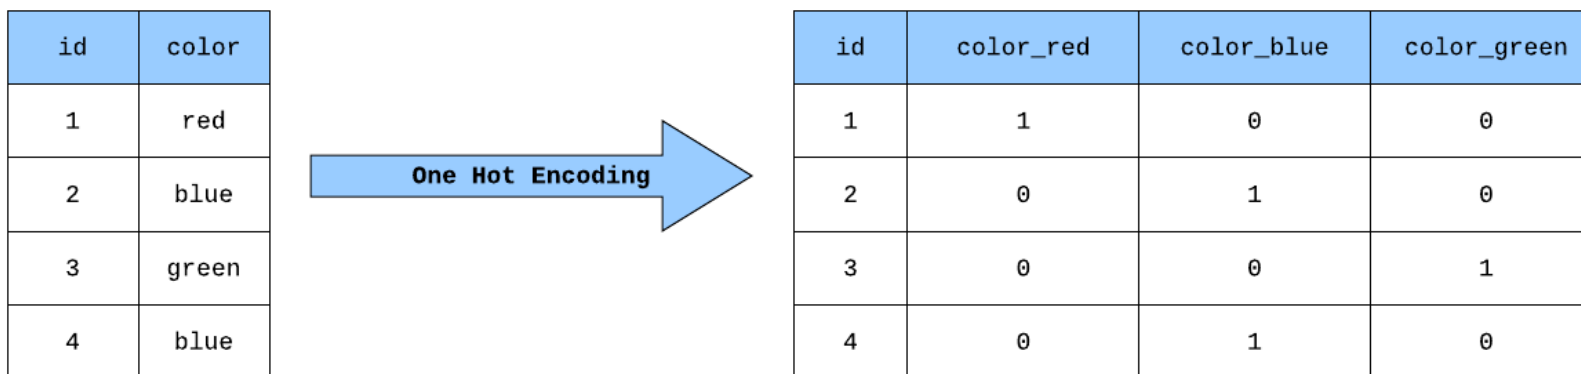 id color
1 red
2 blue
3 green
4 blue
One Hot Encoding
id color_red color_blue color_green
1 1 0 0
2 0 1 0
3 0 0 1
4 0 1 0